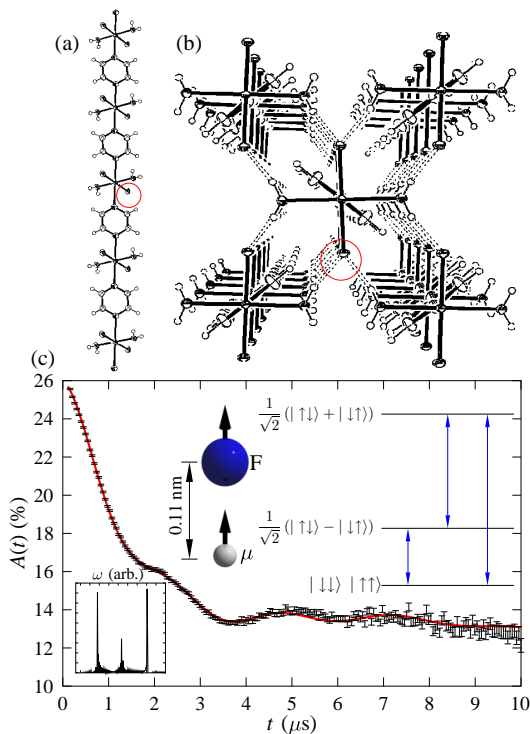 (a)
(b)
(c)
26
24
22
20
18
16
14
12
10
A(t) (%)
1/√2 (| ↑↓⟩ + | ↓↑⟩)
F
0.11 nm
1/√2 (| ↑↓⟩ − | ↓↑⟩)
μ
| ↓↓⟩ | ↑↑⟩
ω (arb.)
0 1 2 3 4 5 6 7 8 9 10
t (μs)